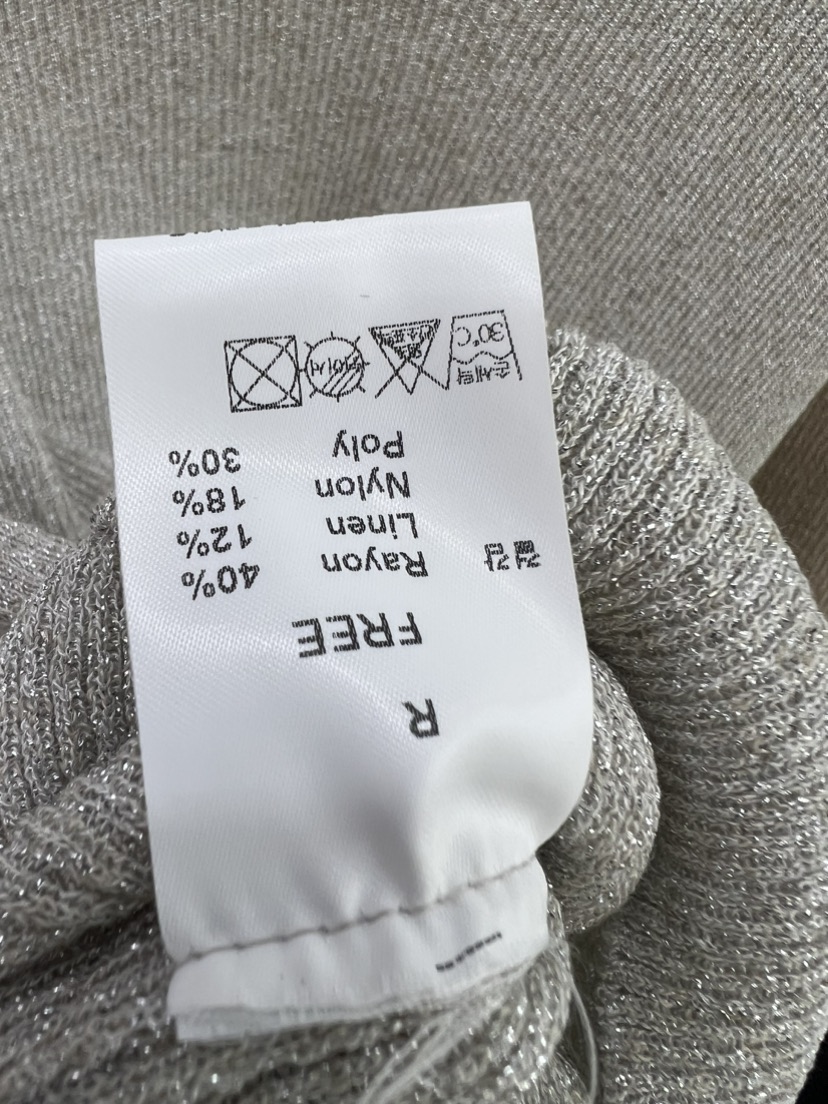 R
FREE
겉감 Rayon 40%
Linen 12%
Nylon 18%
Poly 30%
손세탁
30°C